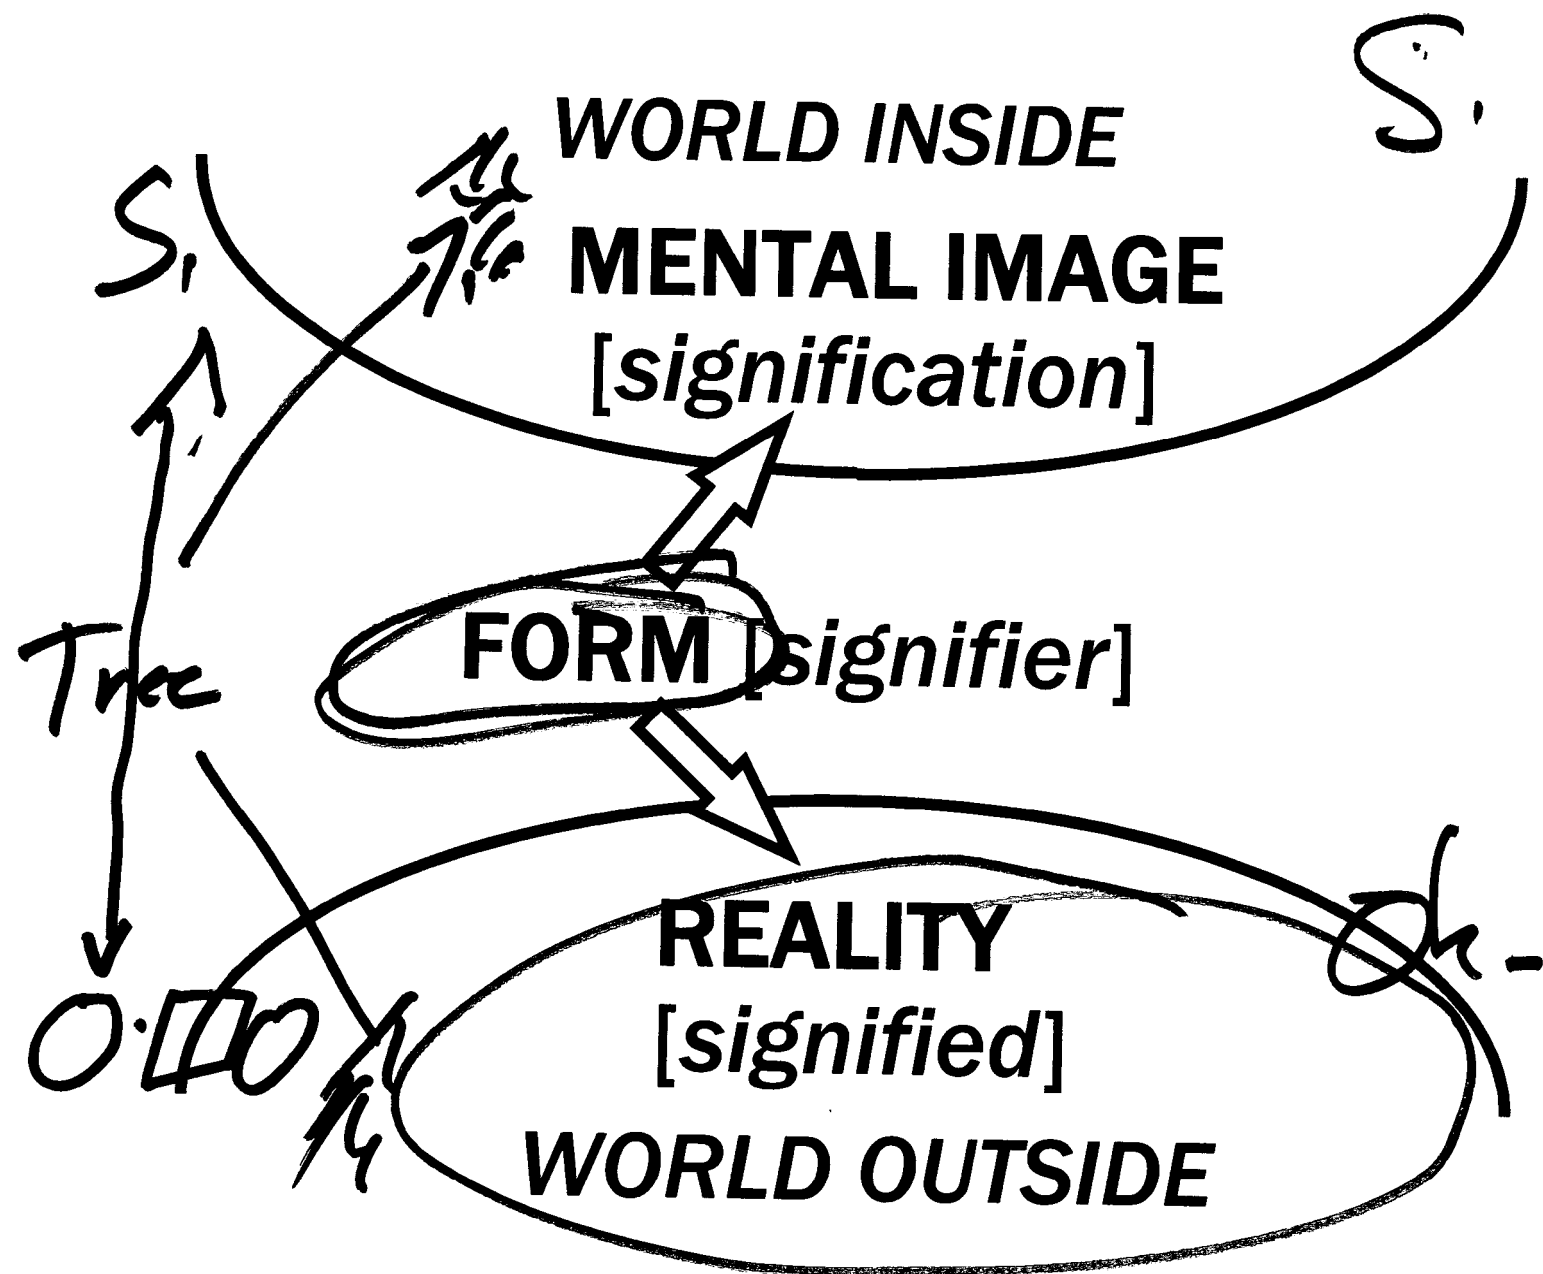 S.
WORLD INSIDE
S,
MENTAL IMAGE
[signification]
FORM [signifier]
Tree
REALITY
[signified]
WORLD OUTSIDE